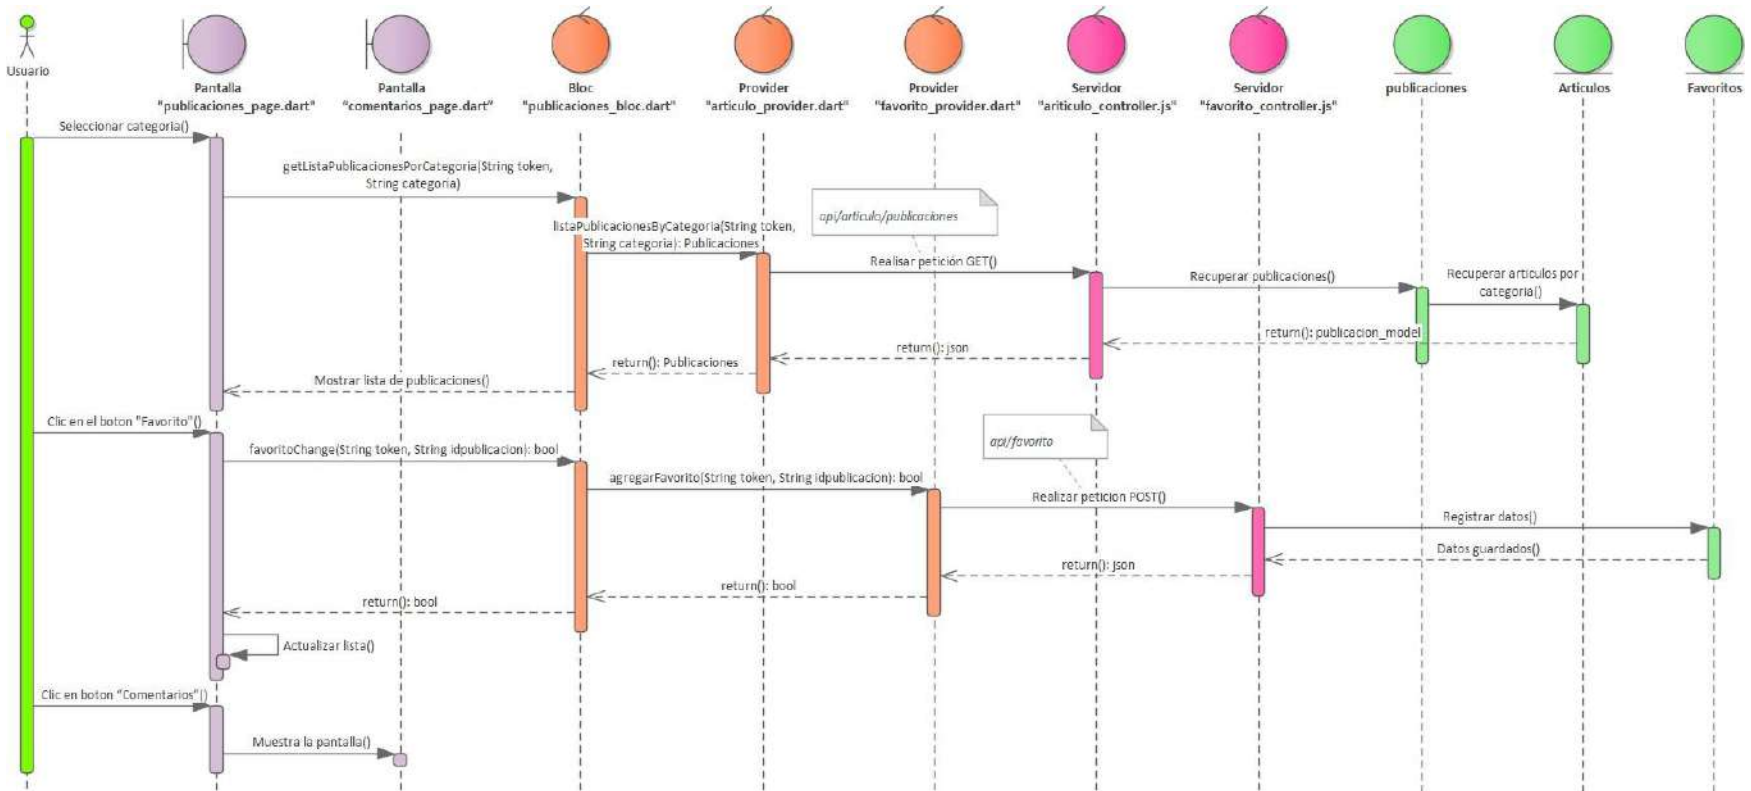 Usuario
Pantalla
"publicaciones_page.dart"
Pantalla
"comentarios_page.dart"
Bloc
"publicaciones_bloc.dart"
Provider
"articulo_provider.dart"
Provider
"favorito_provider.dart"
Servidor
"ariticulo_controller.js"
Servidor
"favorito_controller.js"
publicaciones
Articulos
Favoritos
Seleccionar categoria()
getListaPublicacionesPorCategoria(String token,
String categoria)
api/articulo/publicaciones
listaPublicacionesByCategoria(String token,
String categoria): Publicaciones
Realisar petición GET()
Recuperar publicaciones()
Recuperar articulos por
categoria()
return(): publicacion_model
return(): json
return(): Publicaciones
Mostrar lista de publicaciones()
Clic en el boton "Favorito"()
api/favorito
favoritoChange(String token, String idpublicacion): bool
agregarFavorito(String token, String idpublicacion): bool
Realizar peticion POST()
Registrar datos()
Datos guardados()
return(): json
return(): bool
return(): bool
Actualizar lista()
Clic en boton "Comentarios"()
Muestra la pantalla()